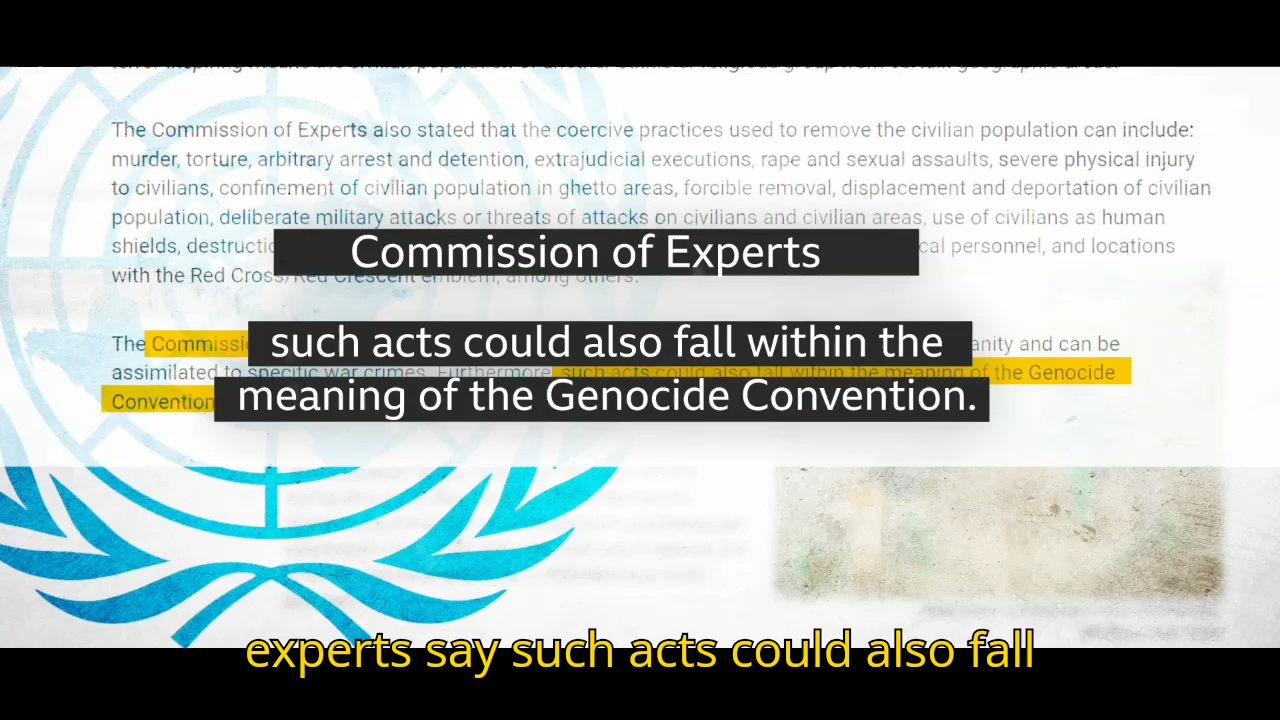 The Commission of Experts also stated that the coercive practices used to remove the civilian population can include:
murder, torture, arbitrary arrest and detention, extrajudicial executions, rape and sexual assaults, severe physical injury
to civilians, confinement of civilian population in ghetto areas, forcible removal, displacement and deportation of civilian
population, deliberate military attacks or threats of attacks on civilians and civilian areas, use of civilians as human
shields, cal personnel, and locations
Commission of Experts
with the Red Cross/Red Crescent emblem, among others.
The anity and can be
such acts could also fall within the
assimilated to specific war crimes. Furthermore, such acts could also fall within the meaning of the Genocide
Convention
meaning of the Genocide Convention.
experts say such acts could also fall